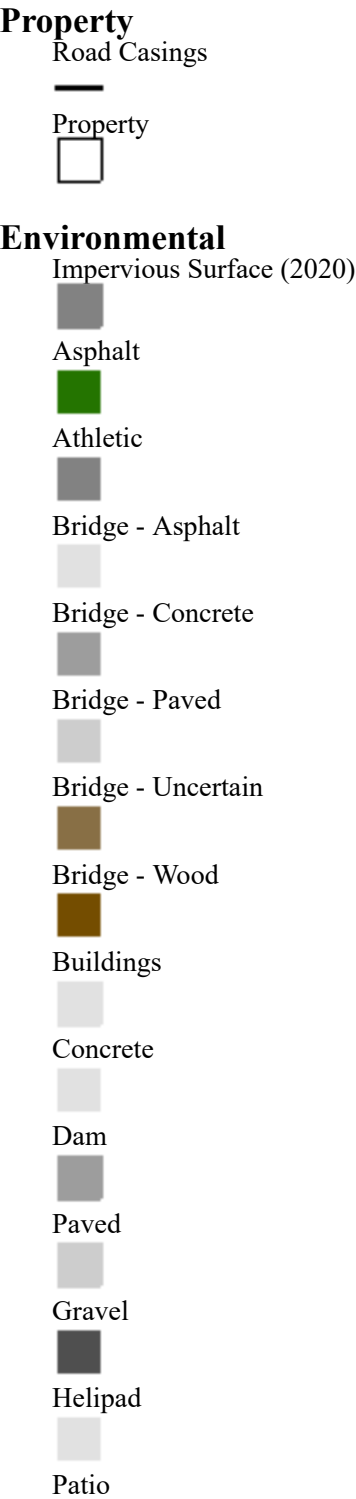 Property
Road Casings
Property
Environmental
Impervious Surface (2020)
Asphalt
Athletic
Bridge - Asphalt
Bridge - Concrete
Bridge - Paved
Bridge - Uncertain
Bridge - Wood
Buildings
Concrete
Dam
Paved
Gravel
Helipad
Patio